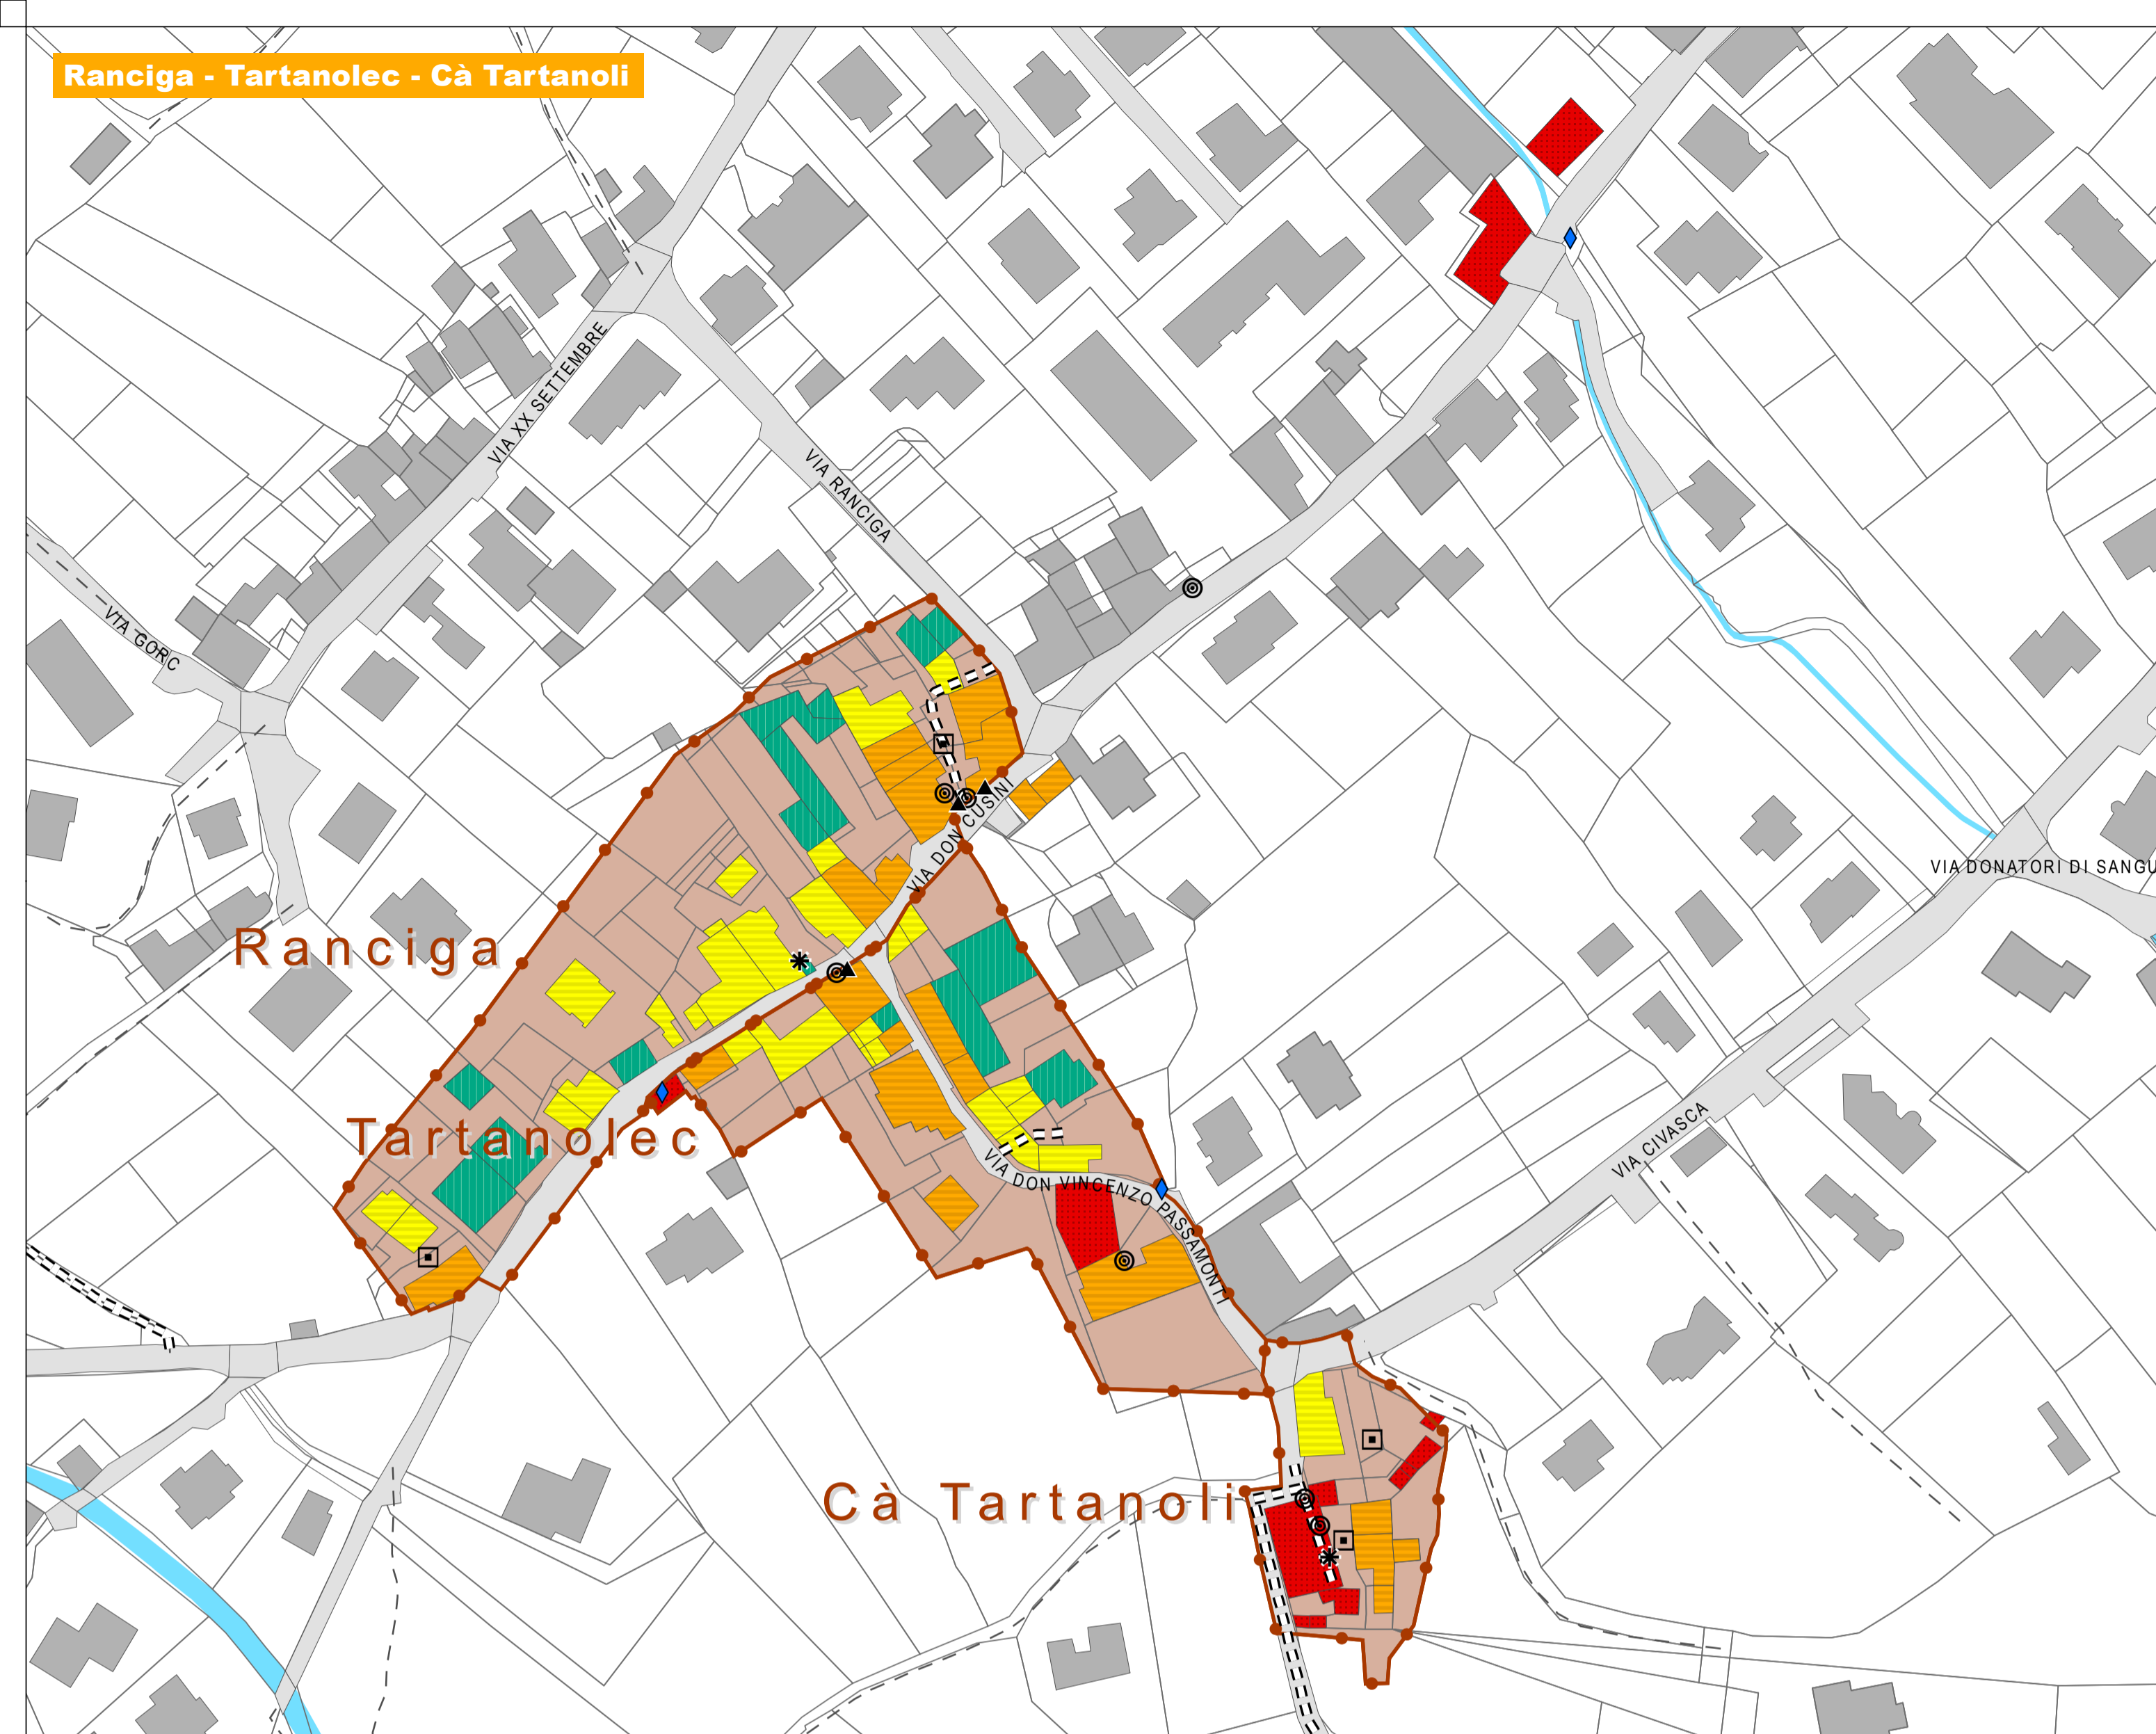 Ranciga - Tartanolec - Cà Tartanoli
VIA XX SETTEMBRE
VIA RANCIGA
VIA GORC
VIA DON CUSINI
VIA DONATORI DI SANGU
Ranciga
Tartanolec
VIA CIVASCA
VIA DON VINCENZO PASSAMONTI
Cà Tartanoli